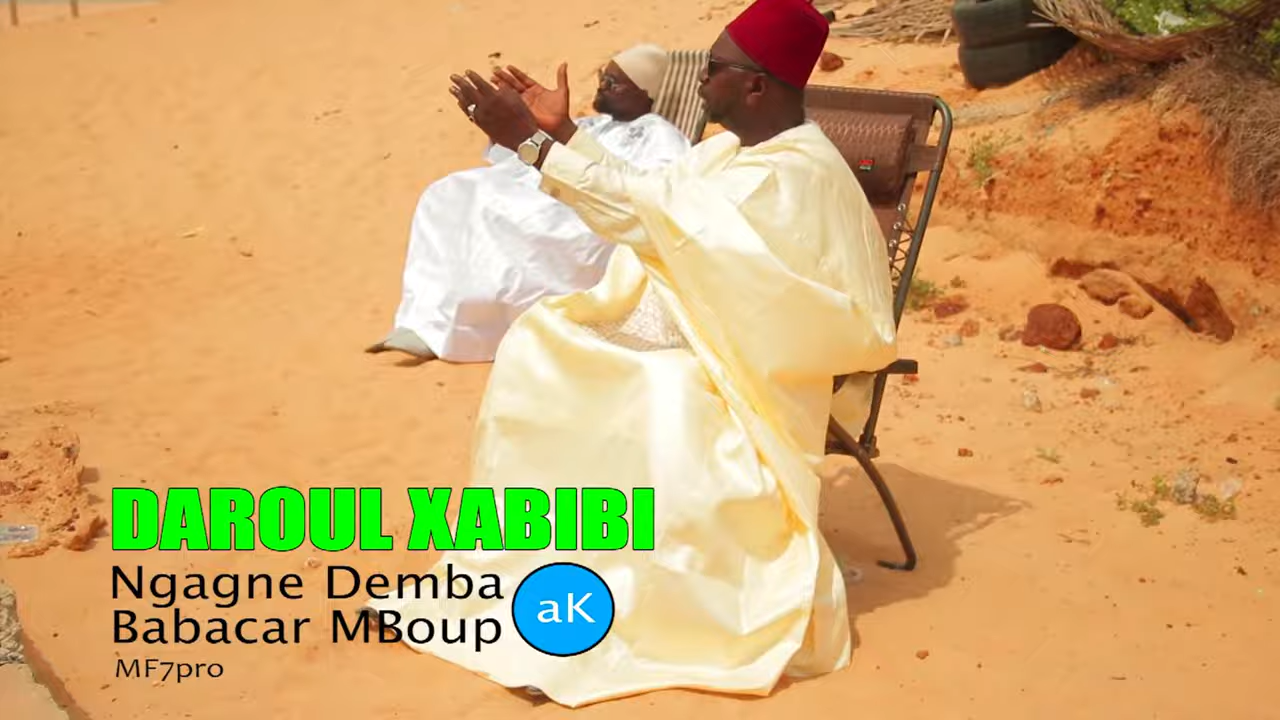 DAROUL XABIBI
Ngagne Demba
Babacar MBoup
aK
MF7pro